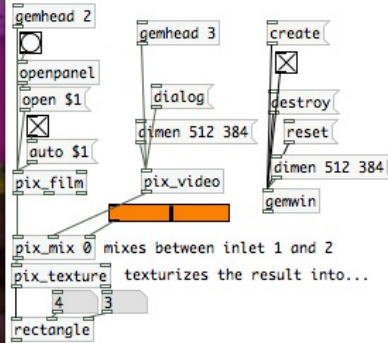 gemhead 2
gemhead 3
create
openpanel
open $1
dialog
destroy
auto $1
dimen 512 384
reset
dimen 512 384
pix_film
pix_video
gemwin
pix_mix 0 mixes between inlet 1 and 2
pix_texture texturizes the result into...
4 3
rectangle